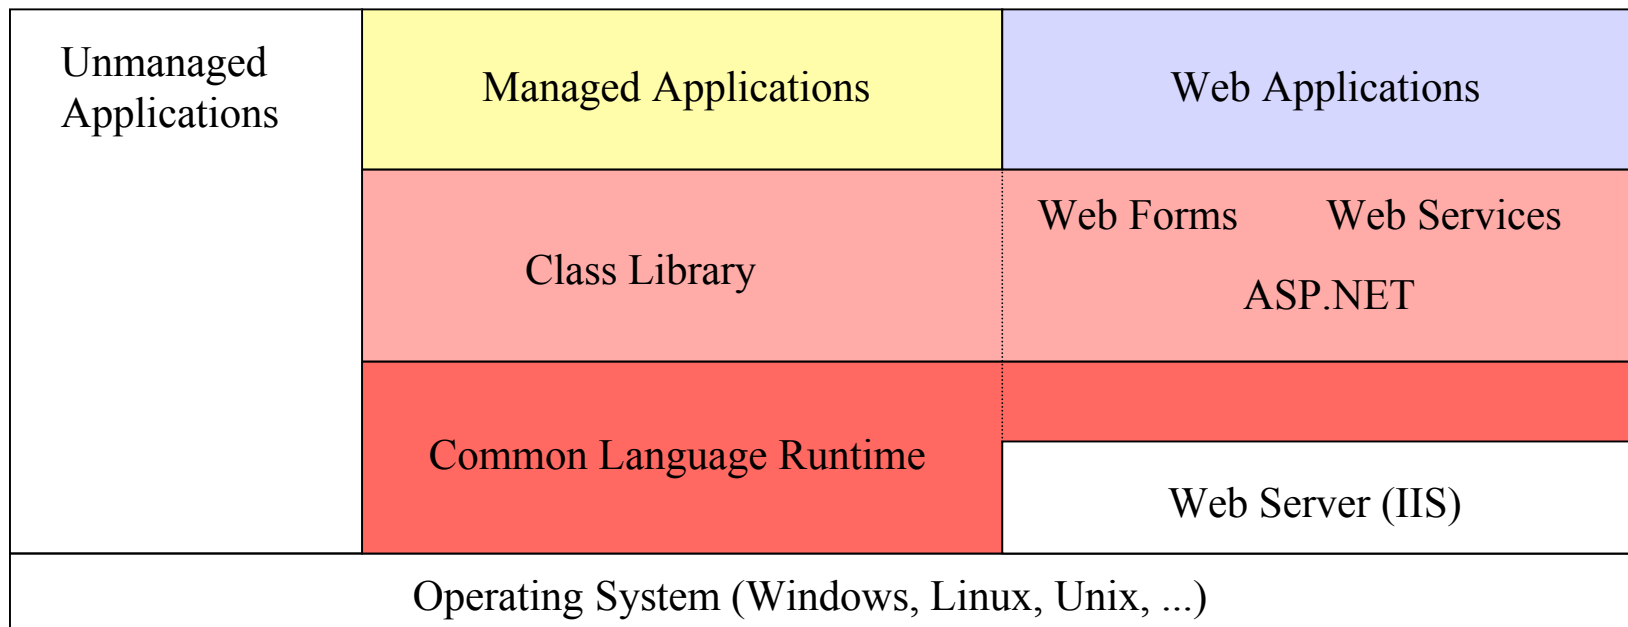 Unmanaged
Applications
Managed Applications
Web Applications
Web Forms
Web Services
Class Library
ASP.NET
Common Language Runtime
Web Server (IIS)
Operating System (Windows, Linux, Unix, ...)